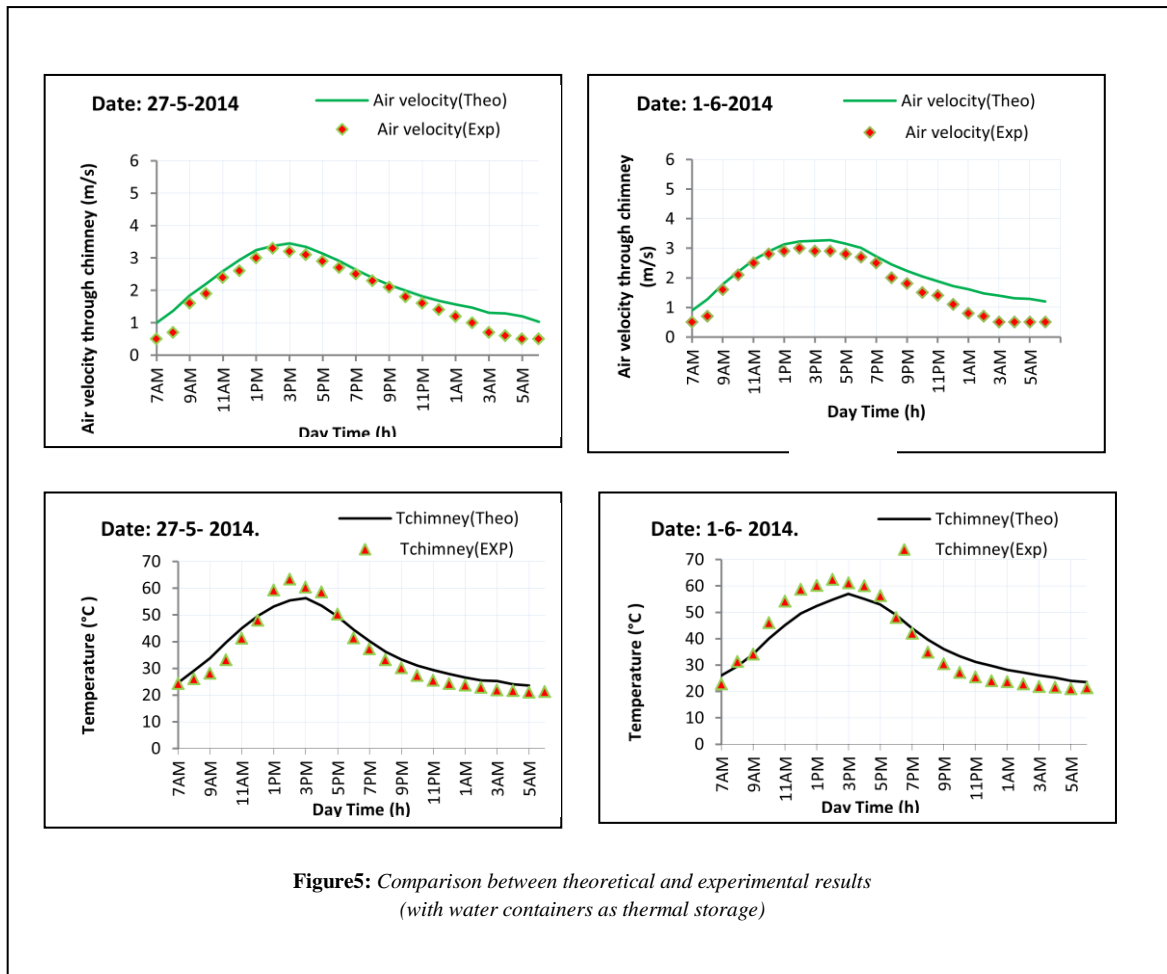 Date: 27-5-2014
Air velocity(Theo)
Air velocity(Exp)
Air velocity through chimney (m/s)
6
5
4
3
2
1
0
7AM
9AM
11AM
1PM
3PM
5PM
7PM
9PM
11PM
1AM
3AM
5AM
Day Time (h)
Date: 1-6-2014
Air velocity(Theo)
Air velocity(Exp)
Air velocity through chimney
(m/s)
6
5
4
3
2
1
0
7AM
9AM
11AM
1PM
3PM
5PM
7PM
9PM
11PM
1AM
3AM
5AM
Day Time (h)
Date: 27-5- 2014.
Tchimney(Theo)
Tchimney(EXP)
Temperature (°C)
70
60
50
40
30
20
10
0
7AM
9AM
11AM
1PM
3PM
5PM
7PM
9PM
11PM
1AM
3AM
5AM
Day Time (h)
Date: 1-6- 2014.
Tchimney(Theo)
Tchimney(Exp)
Temperature (°C)
70
60
50
40
30
20
10
0
7AM
9AM
11AM
1PM
3PM
5PM
7PM
9PM
11PM
1AM
3AM
5AM
Day Time (h)
Figure5: Comparison between theoretical and experimental results
(with water containers as thermal storage)